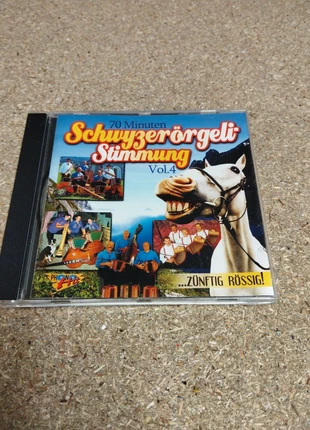 70 Minuten
Schwyzerörgeli-
Stimmung
Vol.4
...ZÜNFTIG RÖSSIG!